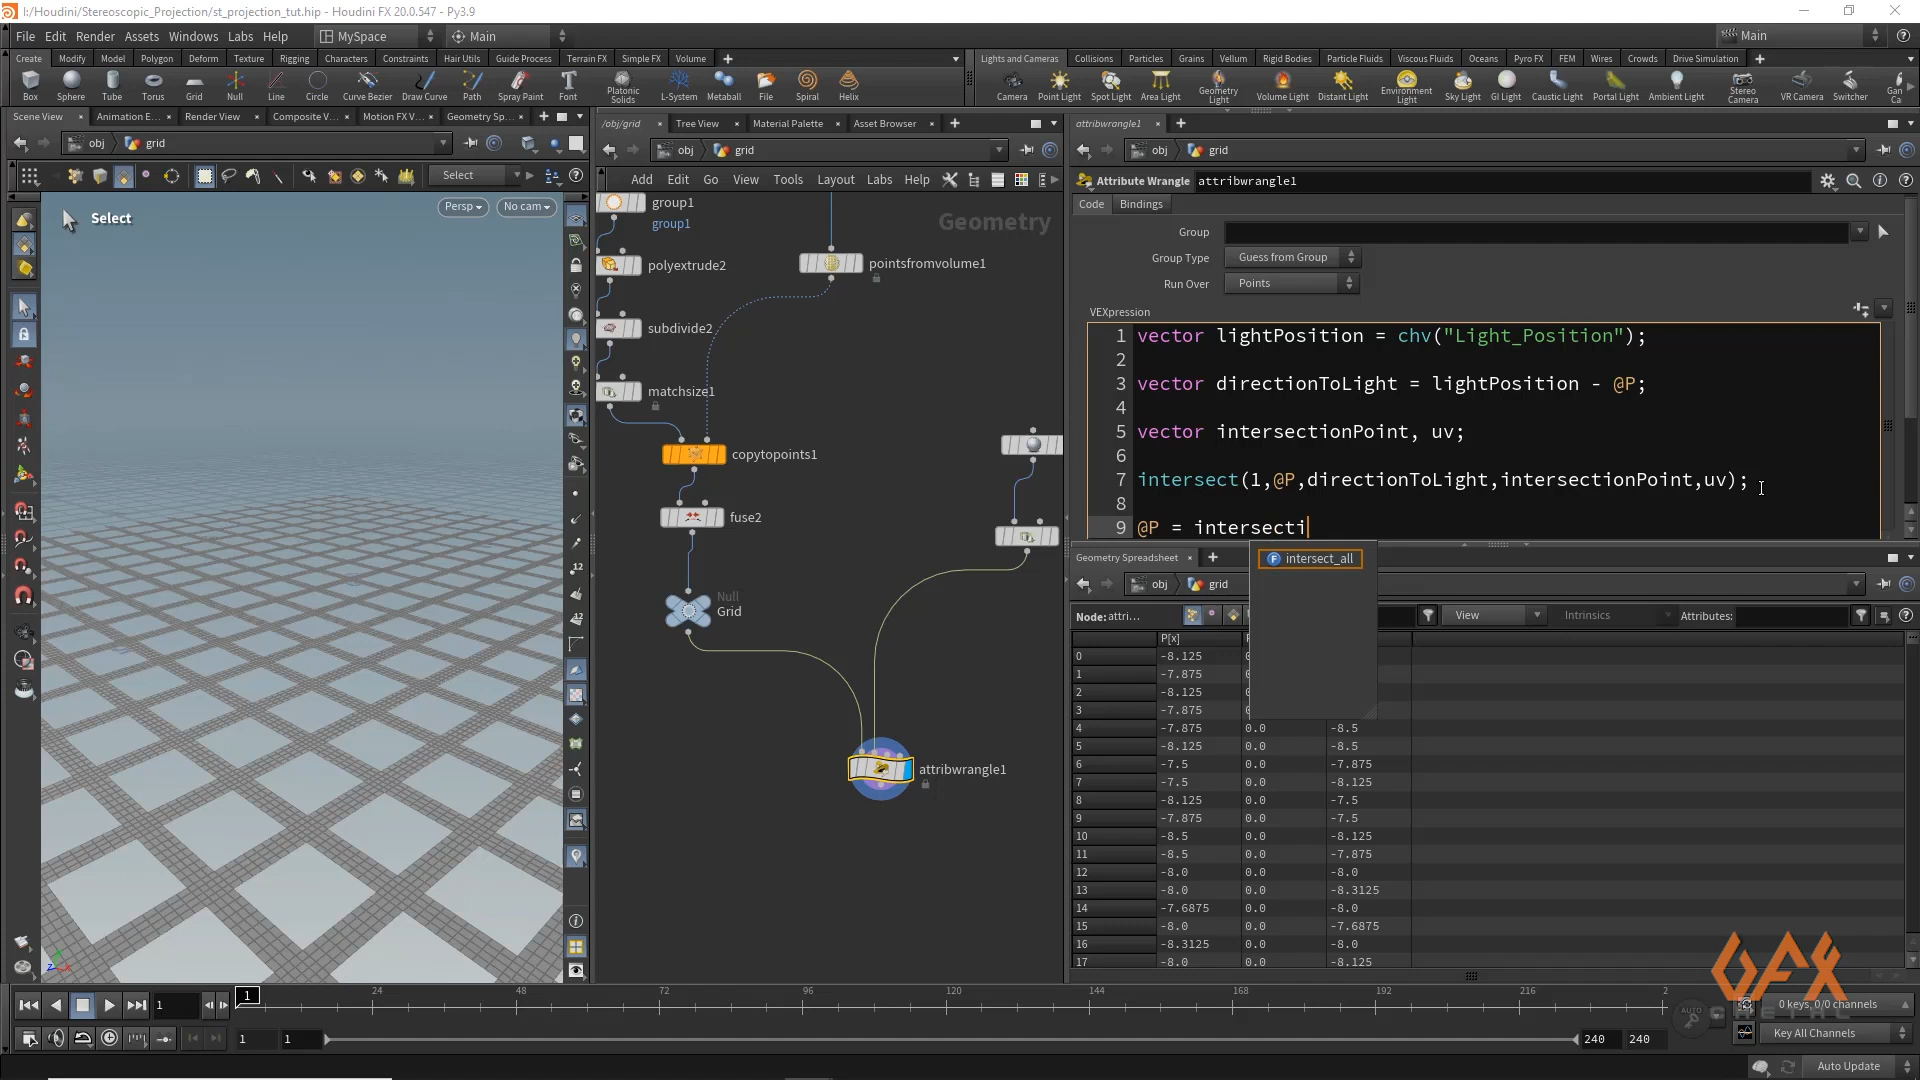 I:/Houdini/Stereoscopic_Projection/st_projection_tut.hip - Houdini FX 20.0.547 - Py3.9
File Edit Render Assets Windows Labs Help MySpace Main Main
Create Modify Model Polygon Deform Texture Rigging Characters Constraints Hair Utils Guide Process Terrain FX Simple FX Volume
Lights and Cameras Collisions Particles Grains Vellum Rigid Bodies Particle Fluids Viscous Fluids Oceans Pyro FX FEM Wires Crowds Drive Simulation
Box Sphere Tube Torus Grid Null Line Circle Curve Bezier Draw Curve Path Spray Paint Font Platonic Solids L-System Metaball File Spiral Helix
Camera Point Light Spot Light Area Light Geometry Light Volume Light Distant Light Environment Light Sky Light GI Light Caustic Light Portal Light Ambient Light Stereo Camera VR Camera Switcher Gan Ca
Scene View Animation E... Render View Composite V... Motion FX V... Geometry Sp...
/obj/grid Tree View Material Palette Asset Browser
attribwrangle1
obj grid
obj grid
obj grid
Select
Add Edit Go View Tools Layout Labs Help
Attribute Wrangle attribwrangle1
Code Bindings
Select
Persp No cam
Geometry
group1
group1
polyextrude2
pointsfromvolume1
subdivide2
matchsize1
copytopoints1
fuse2
Null
Grid
attribwrangle1
Group
Group Type Guess from Group
Run Over Points
VEXpression
1 vector lightPosition = chv("Light_Position");
2
3 vector directionToLight = lightPosition - @P;
4
5 vector intersectionPoint, uv;
6
7 intersect(1,@P,directionToLight,intersectionPoint,uv);
8
9 @P = intersecti
intersect_all
Geometry Spreadsheet
obj grid
Node: attri... View Intrinsics Attributes:
P[x]
0 -8.125
1 -7.875
2 -8.125
3 -7.875
4 -7.875 0.0 -8.5
5 -8.125 0.0 -8.5
6 -7.5 0.0 -7.875
7 -7.5 0.0 -8.125
8 -8.125 0.0 -7.5
9 -7.875 0.0 -7.5
10 -8.5 0.0 -8.125
11 -8.5 0.0 -7.875
12 -8.0 0.0 -8.0
13 -8.0 0.0 -8.3125
14 -7.6875 0.0 -8.0
15 -8.0 0.0 -7.6875
16 -8.3125 0.0 -8.0
17 -8.0 0.0 -8.125
1 1 24 48 72 96 120 144 168 192 216 2
0 keys, 0/0 channels
1 1 240 240
Key All Channels
Auto Update